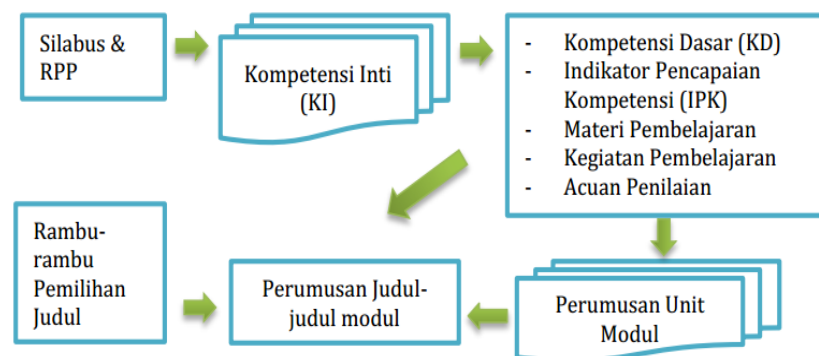 Silabus &
RPP
Kompetensi Inti
(KI)
- Kompetensi Dasar (KD)
- Indikator Pencapaian
Kompetensi (IPK)
- Materi Pembelajaran
- Kegiatan Pembelajaran
- Acuan Penilaian
Rambu-
rambu
Pemilihan
Judul
Perumusan Judul-
judul modul
Perumusan Unit
Modul